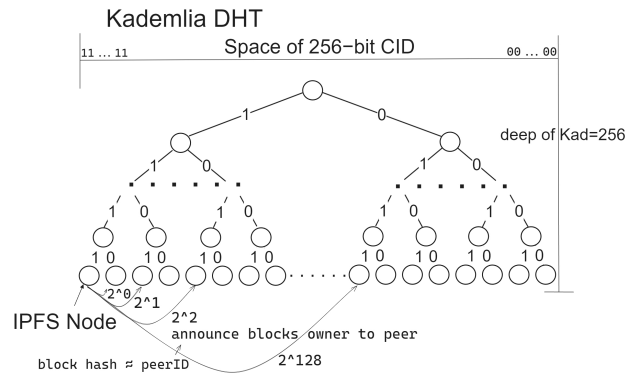 Kademlia DHT
Space of 256-bit CID
11 ... 11
00 ... 00
1 0
deep of Kad=256
1 0 1 0
1 0 1 0 1 0 1 0
1 0 1 0 1 0 1 0 1 0 1 0 1 0 1 0
2^0
2^1
2^2
IPFS Node
announce blocks owner to peer
block hash ≈ peerID
2^128